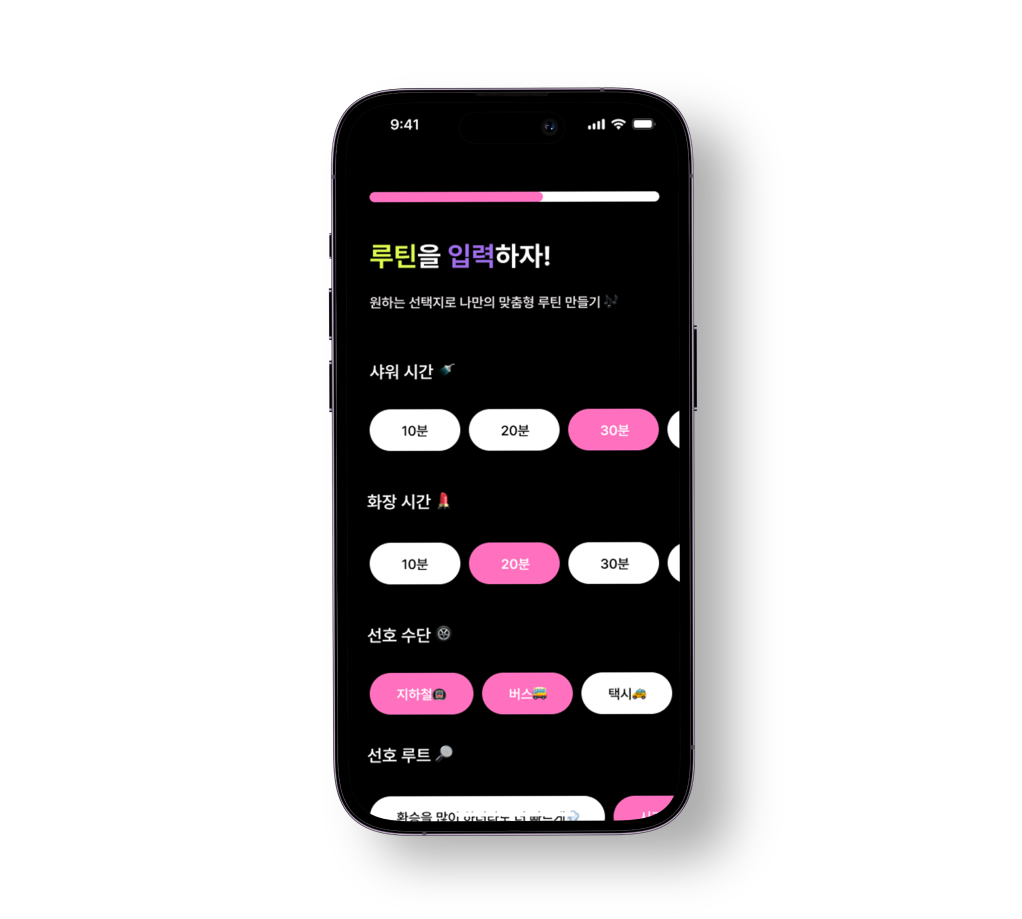 9:41
루틴을 입력하자!
원하는 선택지로 나만의 맞춤형 루틴 만들기
샤워 시간
10분 20분 30분
화장 시간
10분 20분 30분
선호 수단
지하철 버스 택시
선호 루트
환승을 많이